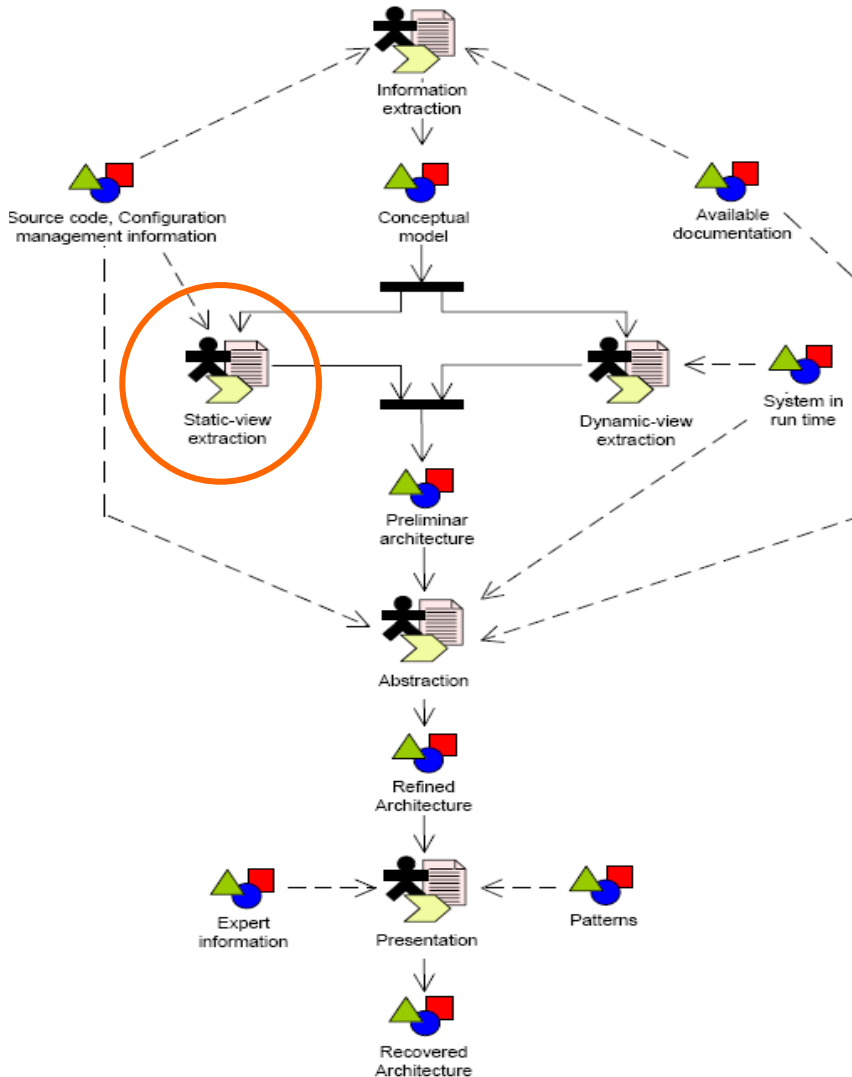 Information
extraction
Source code, Configuration
management information
Conceptual
model
Available
documentation
Static-view
extraction
Dynamic-view
extraction
System in
run time
Preliminar
architecture
Abstraction
Refined
Architecture
Expert
information
Presentation
Patterns
Recovered
Architecture